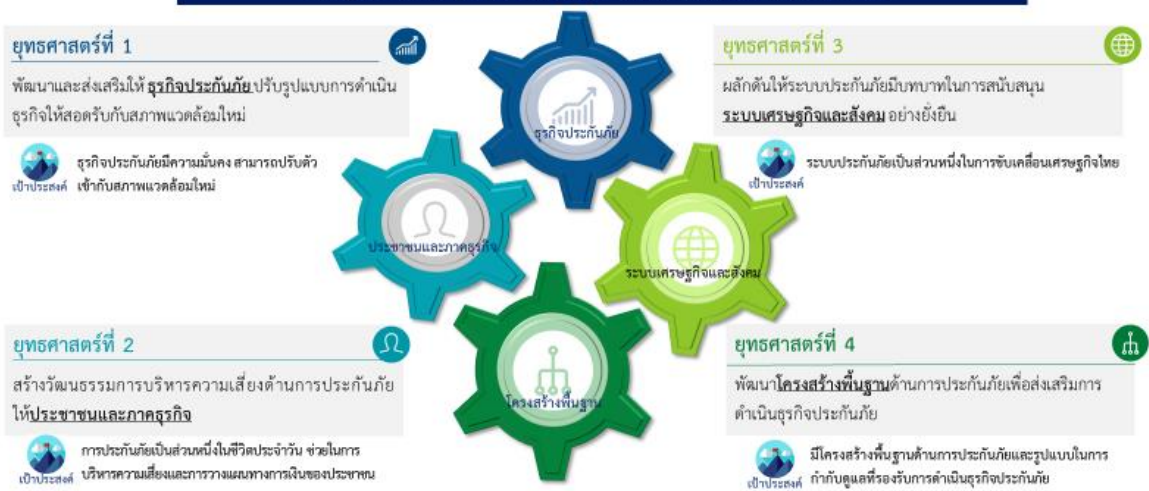 ยุทธศาสตร์ที่ 1
พัฒนาและส่งเสริมให้ ธุรกิจประกันภัย ปรับรูปแบบการดำเนิน
ธุรกิจให้สอดรับกับสภาพแวดล้อมใหม่
เป้าประสงค์
ธุรกิจประกันภัยมีความมั่นคง สามารถปรับตัว
เข้ากับสภาพแวดล้อมใหม่
ธุรกิจประกันภัย
ยุทธศาสตร์ที่ 3
ผลักดันให้ระบบประกันภัยมีบทบาทในการสนับสนุน
ระบบเศรษฐกิจและสังคม อย่างยั่งยืน
เป้าประสงค์
ระบบประกันภัยเป็นส่วนหนึ่งในการขับเคลื่อนเศรษฐกิจไทย
ประชาชนและภาคธุรกิจ
ระบบเศรษฐกิจและสังคม
ยุทธศาสตร์ที่ 2
สร้างวัฒนธรรมการบริหารความเสี่ยงด้านการประกันภัย
ให้ประชาชนและภาคธุรกิจ
เป้าประสงค์
การประกันภัยเป็นส่วนหนึ่งในชีวิตประจำวัน ช่วยในการ
บริหารความเสี่ยงและการวางแผนทางการเงินของประชาชน
โครงสร้างพื้นฐาน
ยุทธศาสตร์ที่ 4
พัฒนาโครงสร้างพื้นฐานด้านการประกันภัยเพื่อส่งเสริมการ
ดำเนินธุรกิจประกันภัย
เป้าประสงค์
มีโครงสร้างพื้นฐานด้านการประกันภัยและรูปแบบในการ
กำกับดูแลที่รองรับการดำเนินธุรกิจประกันภัย